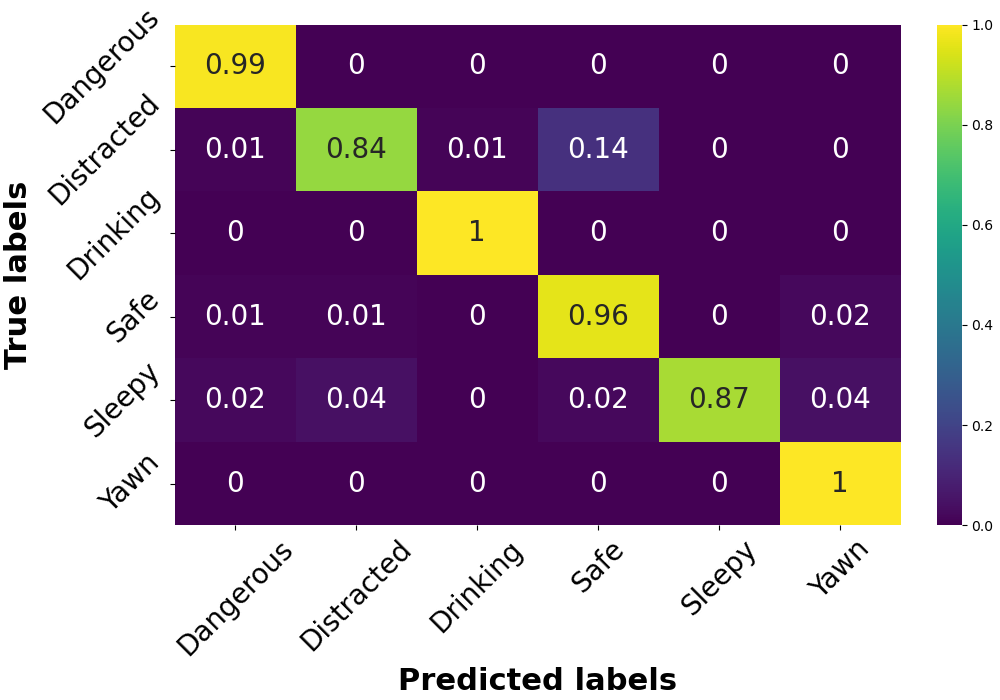 True labels
Dangerous 0.99 0 0 0 0 0
Distracted 0.01 0.84 0.01 0.14 0 0
Drinking 0 0 1 0 0 0
Safe 0.01 0.01 0 0.96 0 0.02
Sleepy 0.02 0.04 0 0.02 0.87 0.04
Yawn 0 0 0 0 0 1
Dangerous Distracted Drinking Safe Sleepy Yawn
Predicted labels
1.0
0.8
0.6
0.4
0.2
0.0